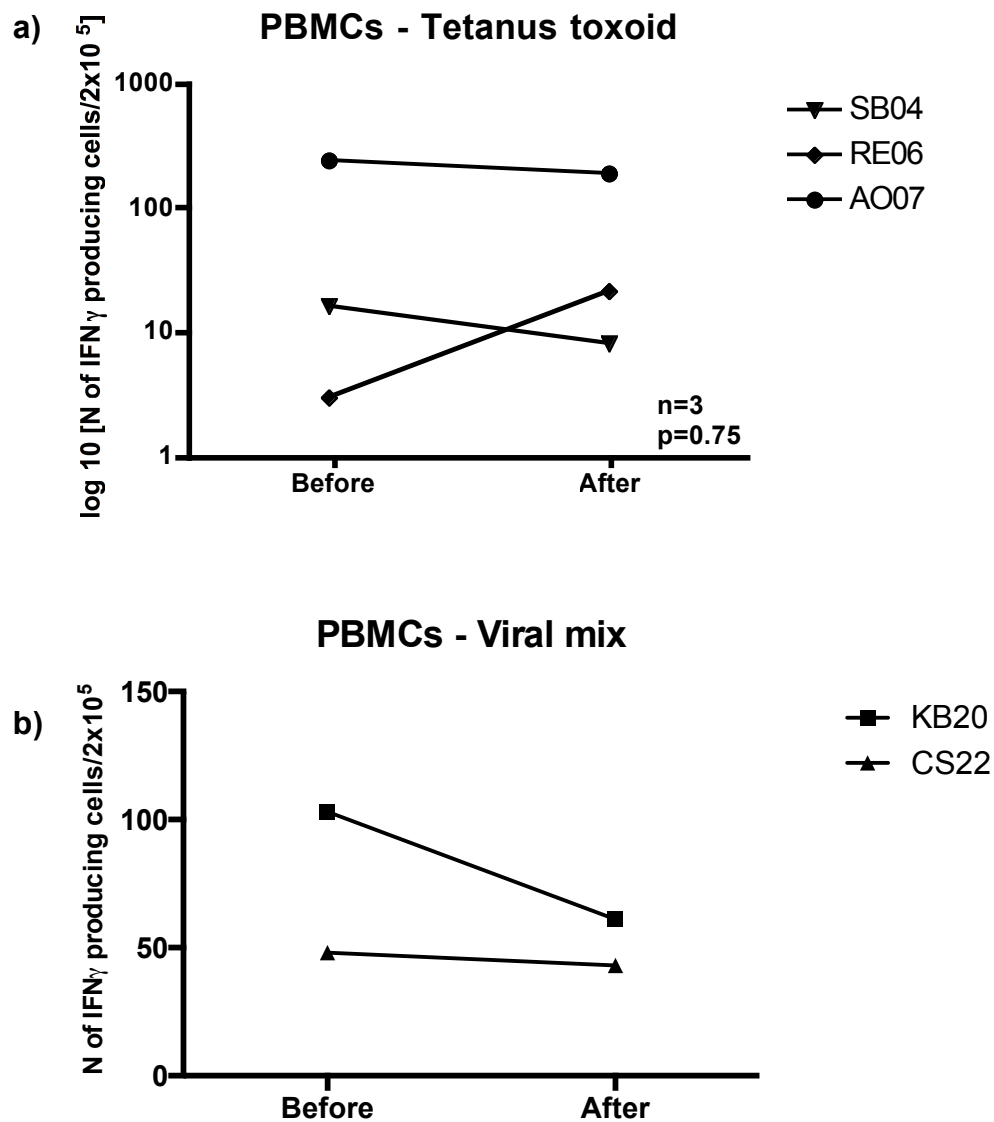 a)
PBMCs - Tetanus toxoid
log 10 [N of IFNγ producing cells/2x10 5]
1000
100
10
1
Before
After
n=3
p=0.75
SB04
RE06
AO07
b)
PBMCs - Viral mix
N of IFNγ producing cells/2x10⁵
150
100
50
0
Before
After
KB20
CS22